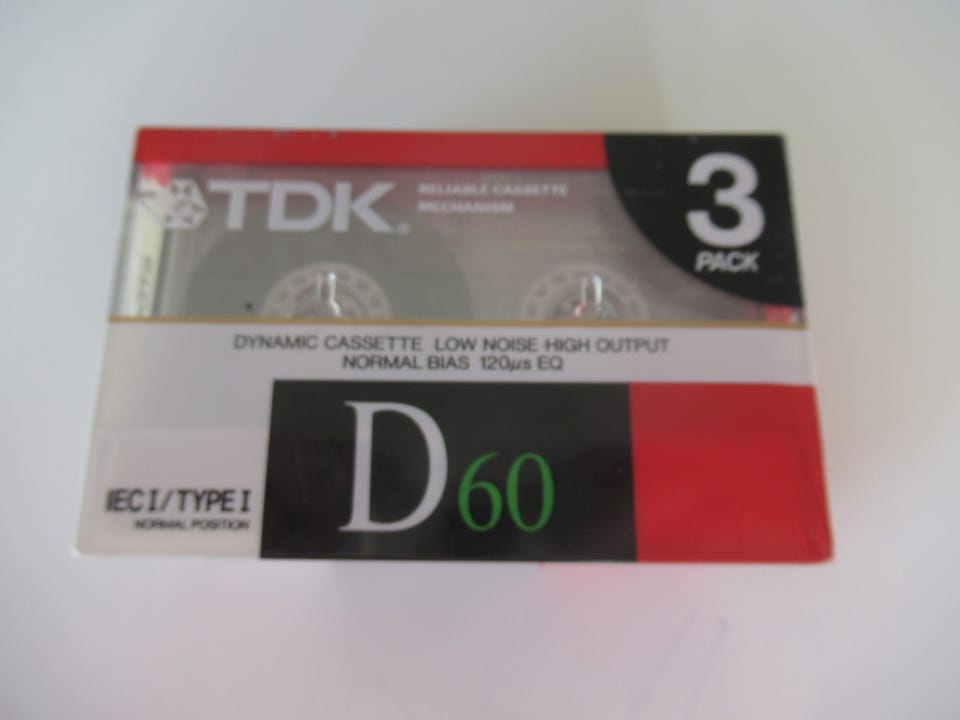 TDK®
RELIABLE CASSETTE
MECHANISM
3
PACK
DYNAMIC CASSETTE LOW NOISE HIGH OUTPUT
NORMAL BIAS 120μs EQ
D60
IEC I/TYPE I
NORMAL POSITION